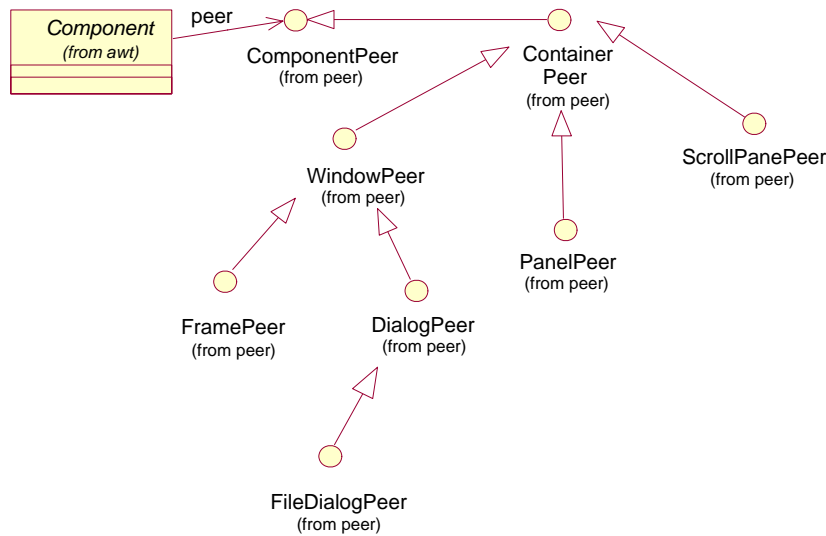 Component
(from awt)
peer
ComponentPeer
(from peer)
Container
Peer
(from peer)
ScrollPanePeer
(from peer)
WindowPeer
(from peer)
PanelPeer
(from peer)
FramePeer
(from peer)
DialogPeer
(from peer)
FileDialogPeer
(from peer)